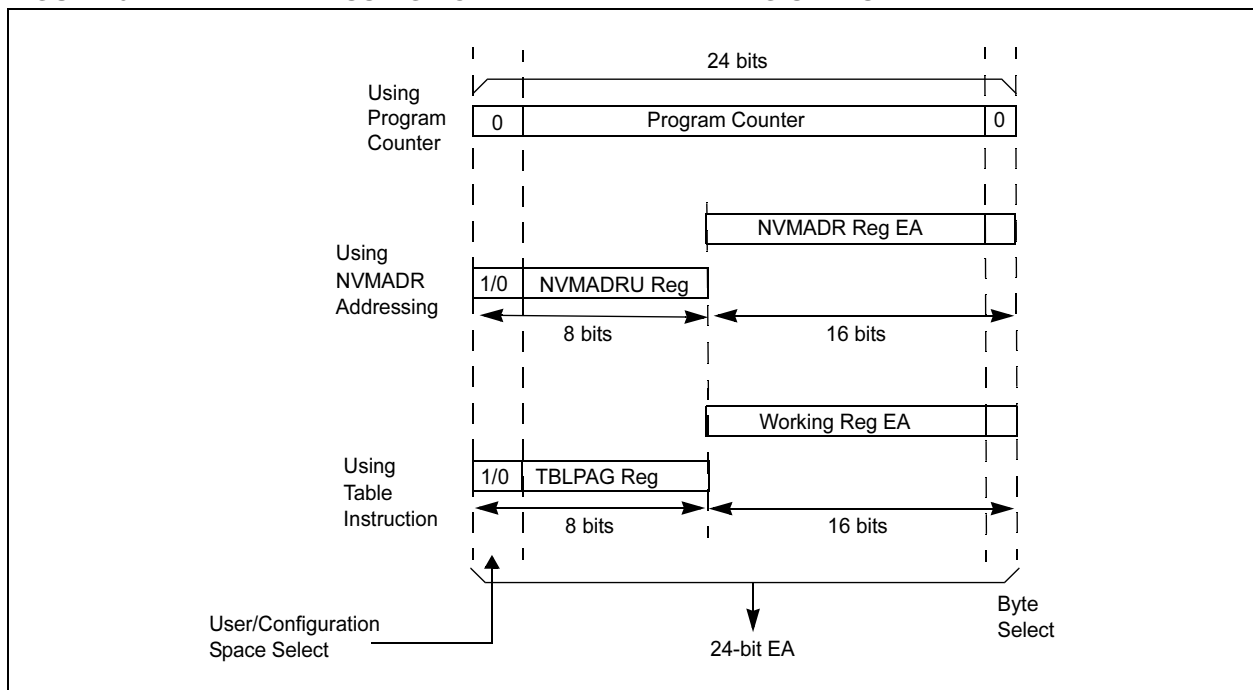 24 bits
Using
Program
Counter
0
Program Counter
0
NVMADR Reg EA
Using
NVMADR
Addressing
1/0
NVMADRU Reg
8 bits
16 bits
Working Reg EA
Using
Table
Instruction
1/0
TBLPAG Reg
8 bits
16 bits
User/Configuration
Space Select
24-bit EA
Byte
Select